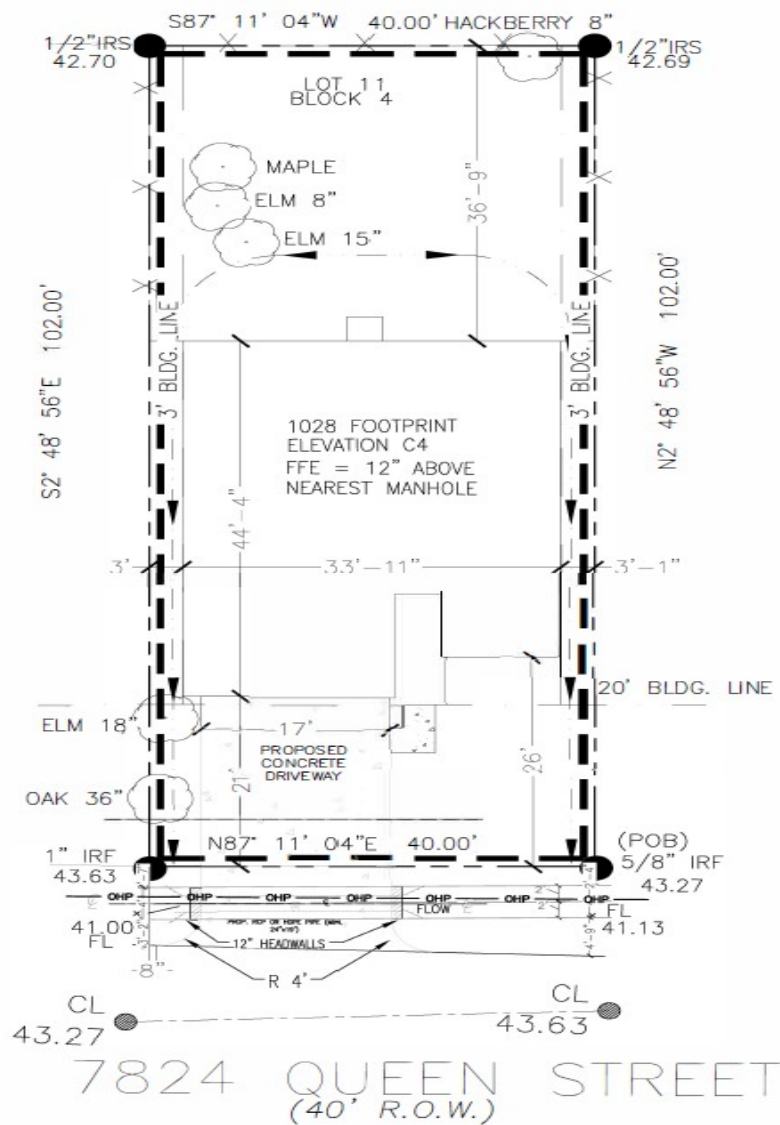 S87° 11' 04"W 40.00' HACKBERRY 8"
1/2"IRS
42.70
1/2"IRS
42.69
LOT 11
BLOCK 4
MAPLE
ELM 8"
ELM 15"
36'-9"
S2° 48' 56"E 102.00'
N2° 48' 56"W 102.00'
3' BLDG. LINE
3' BLDG. LINE
1028 FOOTPRINT
ELEVATION C4
FFE = 12" ABOVE
NEAREST MANHOLE
44'-4"
3'
33'-11"
3'-1"
20' BLDG. LINE
ELM 18"
17'
PROPOSED
CONCRETE
DRIVEWAY
21'
26'
OAK 36"
N87° 11' 04"E 40.00'
(POB)
1" IRF
43.63
5/8" IRF
43.27
OHP OHP OHP OHP OHP OHP OHP
2'
2'
FLOW
41.00
FL
FL
41.13
12" HEADWALLS
4'-9"
8"
R 4'
CL
43.27
CL
43.63
7824 QUEEN STREET
(40' R.O.W.)